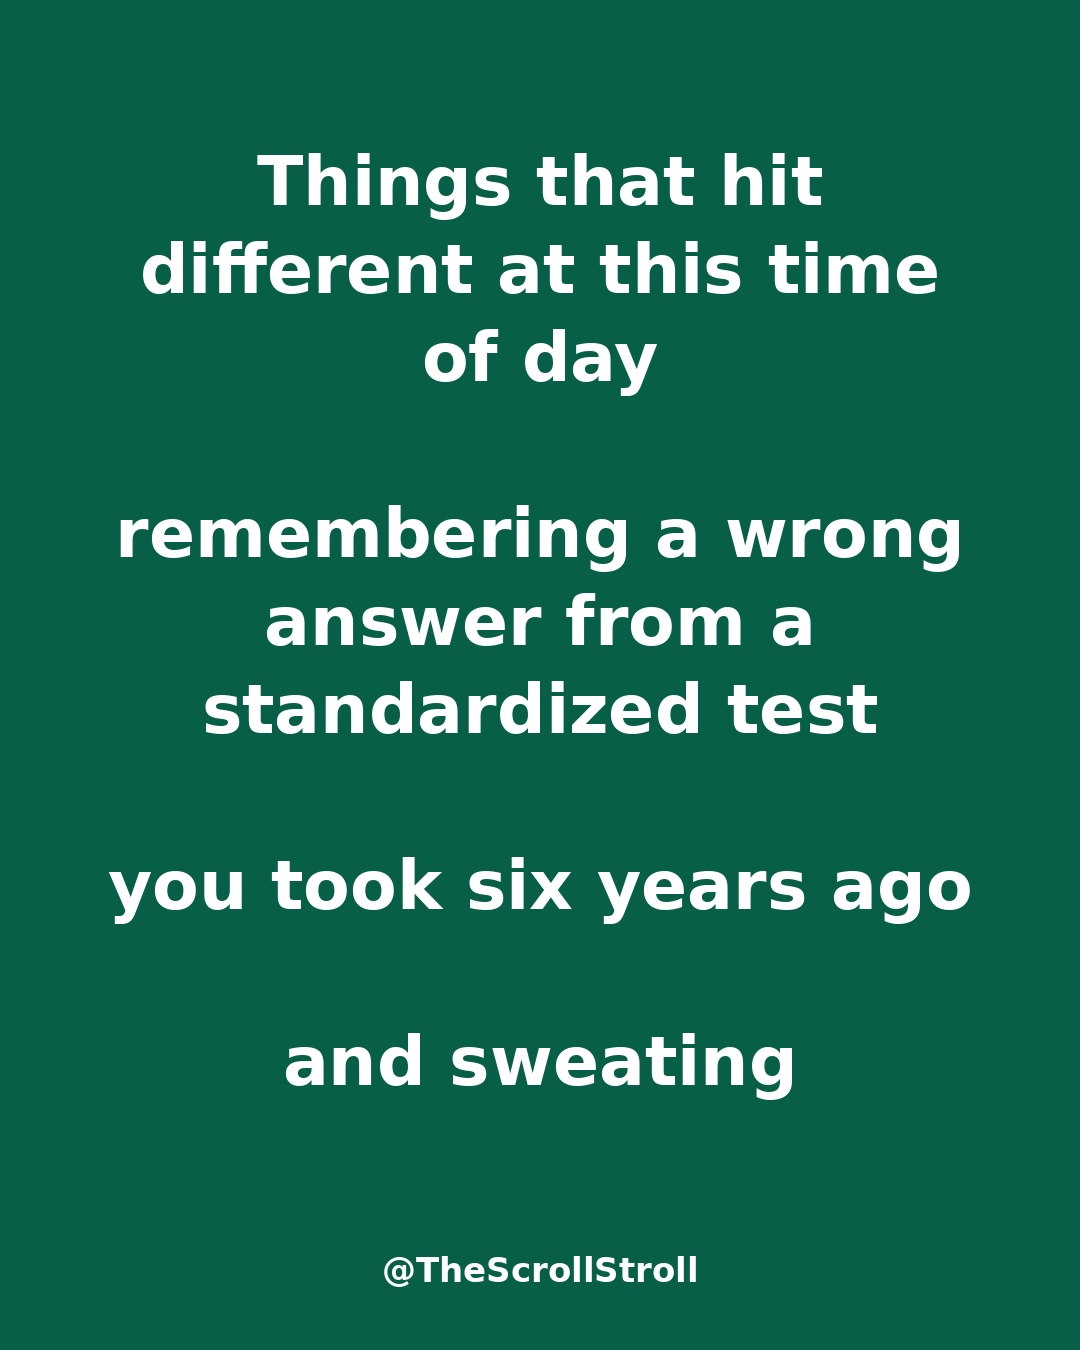 Things that hit
different at this time
of day
remembering a wrong
answer from a
standardized test
you took six years ago
and sweating
@TheScrollStroll